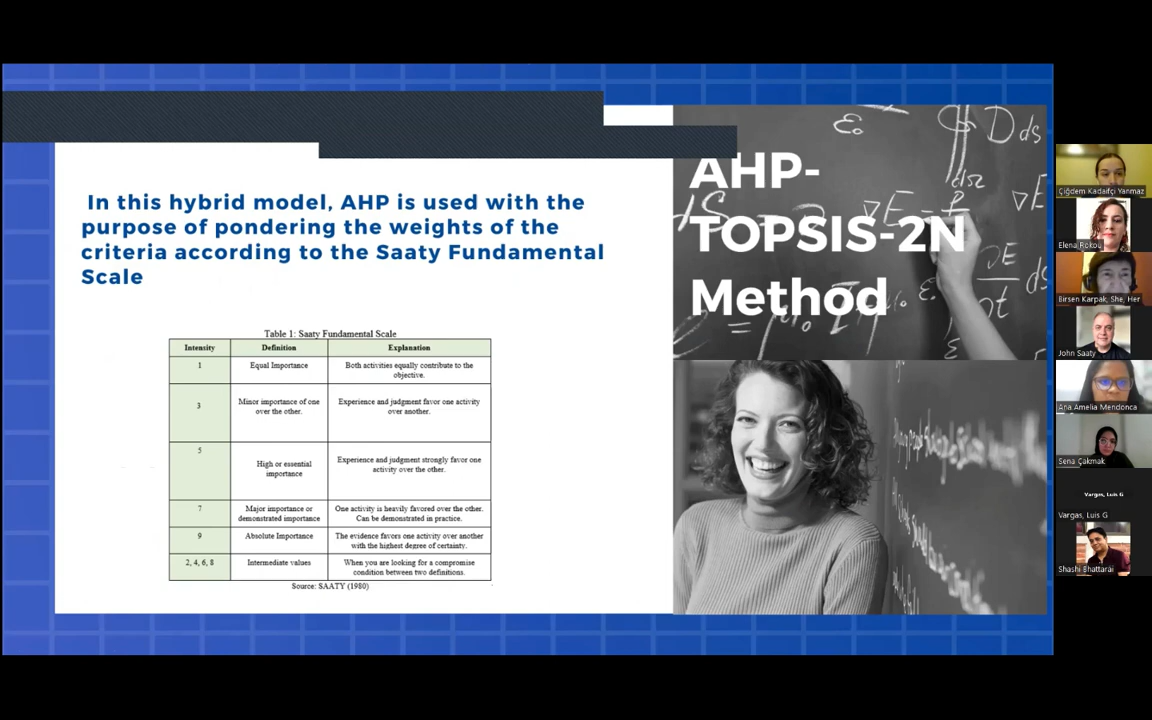 In this hybrid model, AHP is used with the
purpose of pondering the weights of the
criteria according to the Saaty Fundamental
Scale
Table 1: Saaty Fundamental Scale
Intensity Definition Explanation
1 Equal Importance Both activities equally contribute to the
objective.
3 Minor importance of one Experience and judgment favor one activity
over the other. over another.
5 High or essential Experience and judgment strongly favor one
importance activity over the other.
7 Major importance or One activity is heavily favored over the other.
demonstrated importance Can be demonstrated in practice.
9 Absolute Importance The evidence favors one activity over another
with the highest degree of certainty.
2, 4, 6, 8 Intermediate values When you are looking for a compromise
condition between two definitions.
Source: SAATY (1980)
AHP-
TOPSIS-2N
Method
Çiğdem Kadaifçi Yanmaz
Elena Rokou
Birsen Karpak, She, Her
John Saaty
Ana Amelia Mendonca
Sena Çakmak
Vargas, Luis G
Vargas, Luis G
Shashi Bhattarai